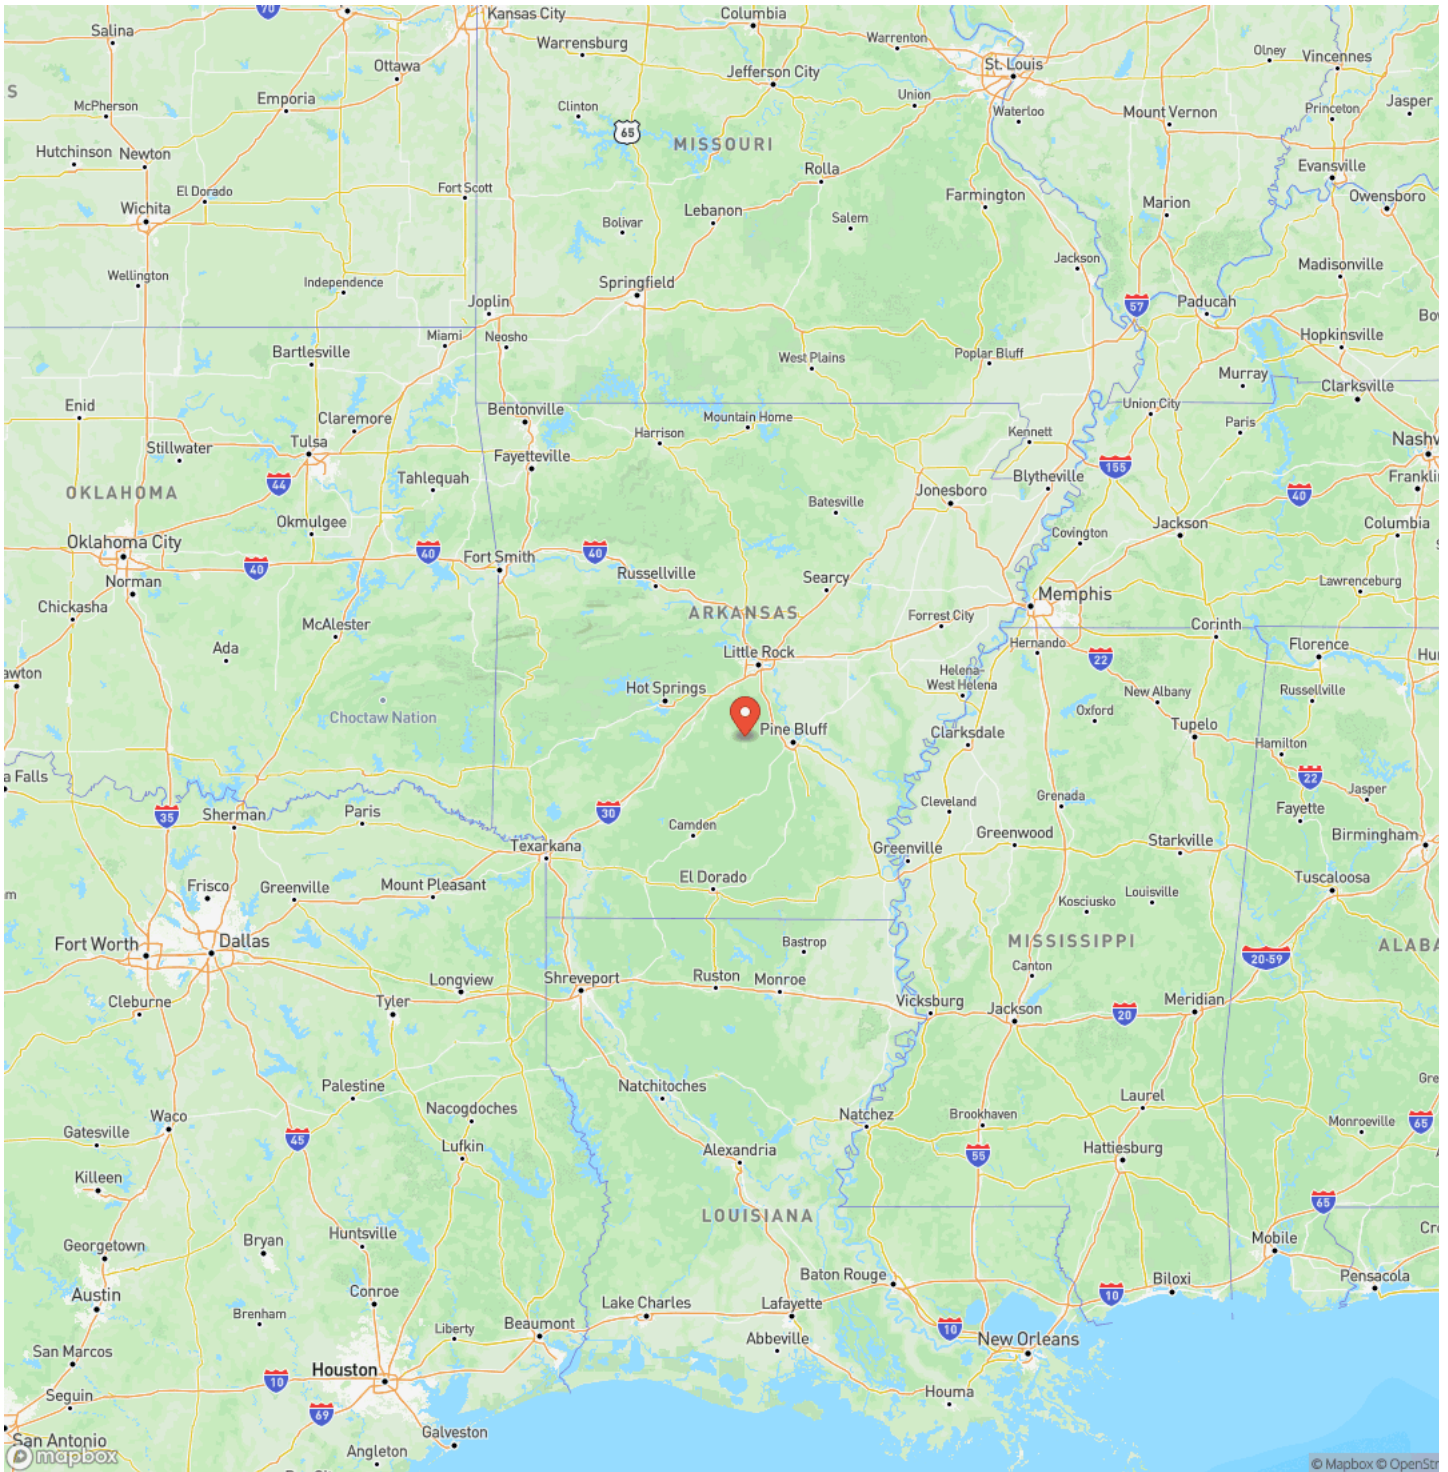 70
Kansas City
Columbia
Salina
Warrensburg
Warrenton
Olney
Vincennes
Ottawa
Jefferson City
St. Louis
S
McPherson
Emporia
Clinton
Union
Waterloo
Mount Vernon
Princeton
Jasper
65
MISSOURI
Hutchinson
Newton
Rolla
Evansville
El Dorado
Fort Scott
Farmington
Marion
Owensboro
Wichita
Bolivar
Lebanon
Salem
Wellington
Independence
Springfield
Jackson
Madisonville
Joplin
57
Paducah
Miami
Neosho
Hopkinsville
Bo
Bartlesville
West Plains
Poplar Bluff
Murray
Clarksville
Enid
Claremore
Bentonville
Mountain Home
Union City
Paris
Stillwater
Tulsa
Fayetteville
Harrison
Kennett
Nashv
44
Tahlequah
155
Blytheville
Franklin
OKLAHOMA
Jonesboro
40
Okmulgee
Batesville
Covington
Jackson
Columbia
Oklahoma City
40
40
Fort Smith
40
Norman
Russellville
Searcy
Memphis
Lawrenceburg
Chickasha
McAlester
ARKANSAS
Forrest City
Corinth
Ada
Little Rock
Hernando
22
Florence
Hu
awton
Hot Springs
Helena-
West Helena
New Albany
Russellville
Choctaw Nation
Oxford
Pine Bluff
Clarksdale
Tupelo
Hamilton
a Falls
22
35
Sherman
Paris
30
Camden
Cleveland
Grenada
Fayette
Jasper
Texarkana
Greenville
Greenwood
Starkville
Birmingham
m
Frisco
Greenville
Mount Pleasant
El Dorado
Kosciusko
Louisville
Tuscaloosa
Fort Worth
Dallas
Bastrop
MISSISSIPPI
20-59
ALABA
Canton
Cleburne
Longview
Shreveport
Ruston
Monroe
Vicksburg
Jackson
20
Meridian
Tyler
Palestine
Natchitoches
Laurel
Gre
Waco
Nacogdoches
Natchez
Brookhaven
Monroeville
65
Gatesville
45
Lufkin
Alexandria
55
Hattiesburg
Killeen
65
LOUISIANA
Georgetown
Bryan
Huntsville
Mobile
Cr
Austin
Conroe
Baton Rouge
Biloxi
Pensacola
10
Brenham
Liberty
Beaumont
Lake Charles
Lafayette
10
San Marcos
Abbeville
New Orleans
Houston
Seguin
10
Houma
69
San Antonio
Galveston
Angleton
mapbox
© Mapbox © OpenStr